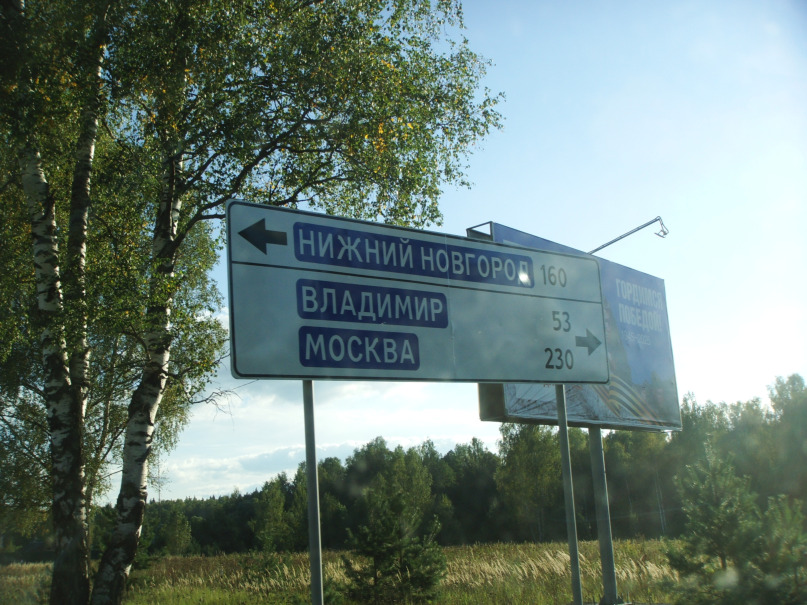 НИЖНИЙ НОВГОРОД 160
ВЛАДИМИР 53
МОСКВА 230
ГОРДИМСЯ
ПОБЕДОЙ